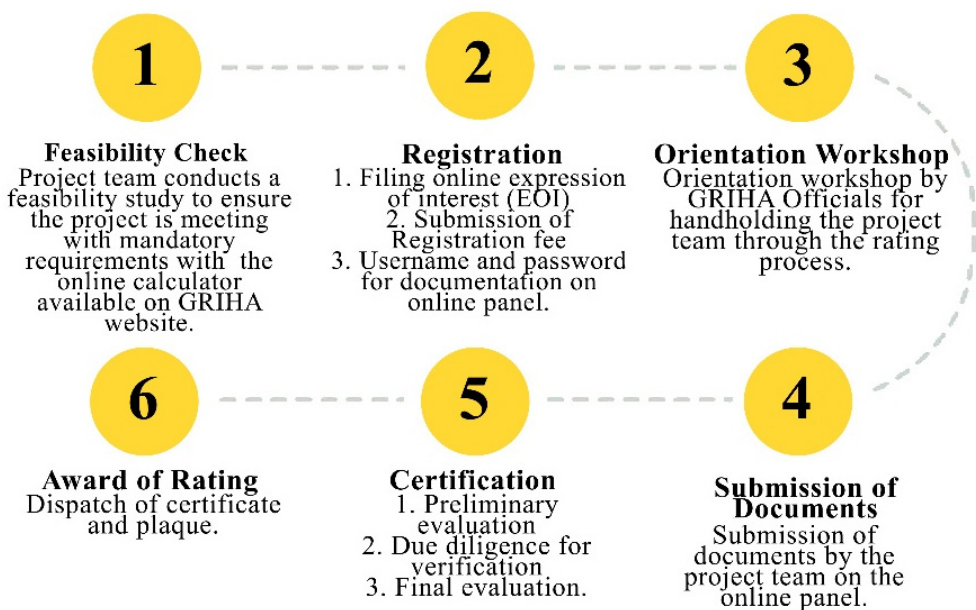 1
Feasibility Check
Project team conducts a
feasibility study to ensure
the project is meeting
with mandatory
requirements with the
online calculator
available on GRIHA
website.
2
Registration
1. Filing online expression
of interest (EOI)
2. Submission of
Registration fee
3. Username and password
for documentation on
online panel.
3
Orientation Workshop
Orientation workshop by
GRIHA Officials for
handholding the project
team through the rating
process.
4
Submission of
Documents
Submission of
documents by the
project team on the
online panel.
5
Certification
1. Preliminary
evaluation
2. Due diligence for
verification
3. Final evaluation.
6
Award of Rating
Dispatch of certificate
and plaque.